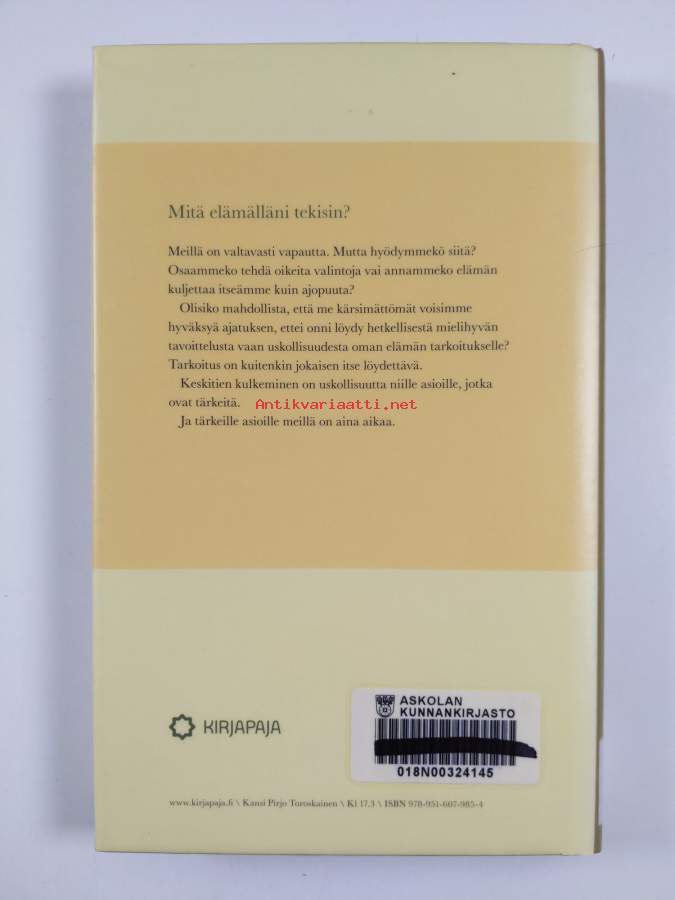 Mitä elämälläni tekisin?
Meillä on valtavasti vapautta. Mutta hyödymmekö siitä?
Osaammeko tehdä oikeita valintoja vai annammeko elämän
kuljettaa itseämme kuin ajopuuta?
Olisiko mahdollista, että me kärsimättömät voisimme
hyväksyä ajatuksen, ettei onni löydy hetkellisestä mielihyvän
tavoittelusta vaan uskollisuudesta oman elämän tarkoitukselle?
Tarkoitus on kuitenkin jokaisen itse löydettävä.
Keskitien kulkeminen on uskollisuutta niille asioille, jotka
ovat tärkeitä.
Antikvariaatti.net
Ja tärkeille asioille meillä on aina aikaa.
ASKOLAN
KUNNANKIRJASTO
018N00324145
KIRJAPAJA
www.kirjapaja.fi \ Kansi Pirjo Toroskainen \ Kl 17.3 \ ISBN 978-951-607-985-4